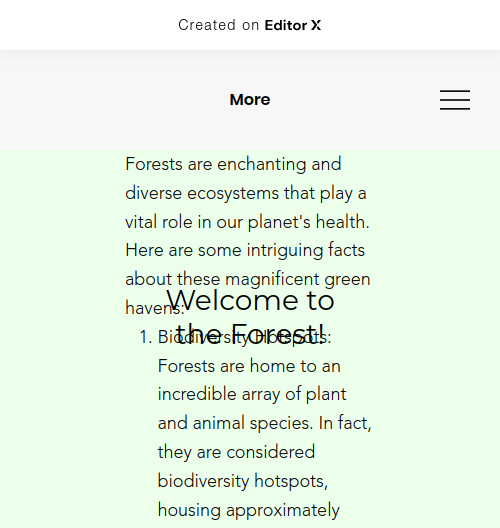 Created on Editor X
More
Forests are enchanting and
diverse ecosystems that play a
vital role in our planet's health.
Here are some intriguing facts
about these magnificent green
havens:
Welcome to
the Forest!
1. Biodiversity Hotspots:
Forests are home to an
incredible array of plant
and animal species. In fact,
they are considered
biodiversity hotspots,
housing approximately